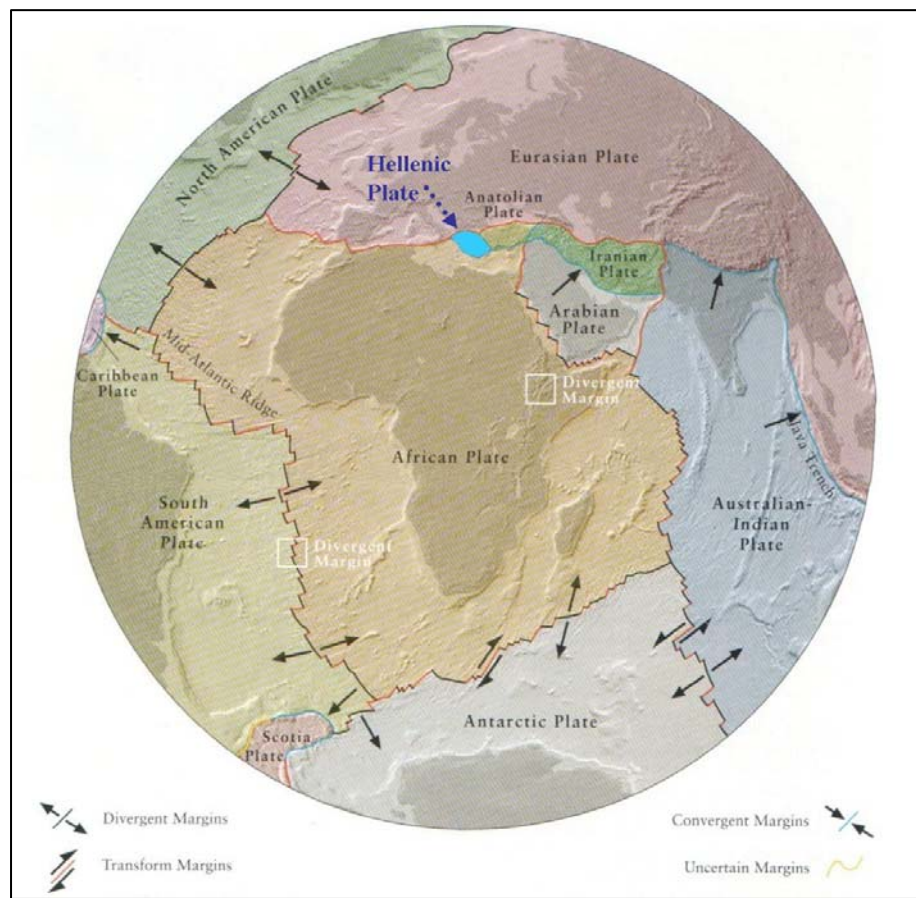 North American Plate
Eurasian Plate
Hellenic
Plate
Anatolian
Plate
Iranian
Plate
Arabian
Plate
Caribbean
Plate
Mid-Atlantic Ridge
Divergent
Margin
African Plate
Java Trench
South
American
Plate
Australian-
Indian
Plate
Divergent
Margin
Antarctic Plate
Scotia
Plate
Divergent Margins
Convergent Margins
Transform Margins
Uncertain Margins